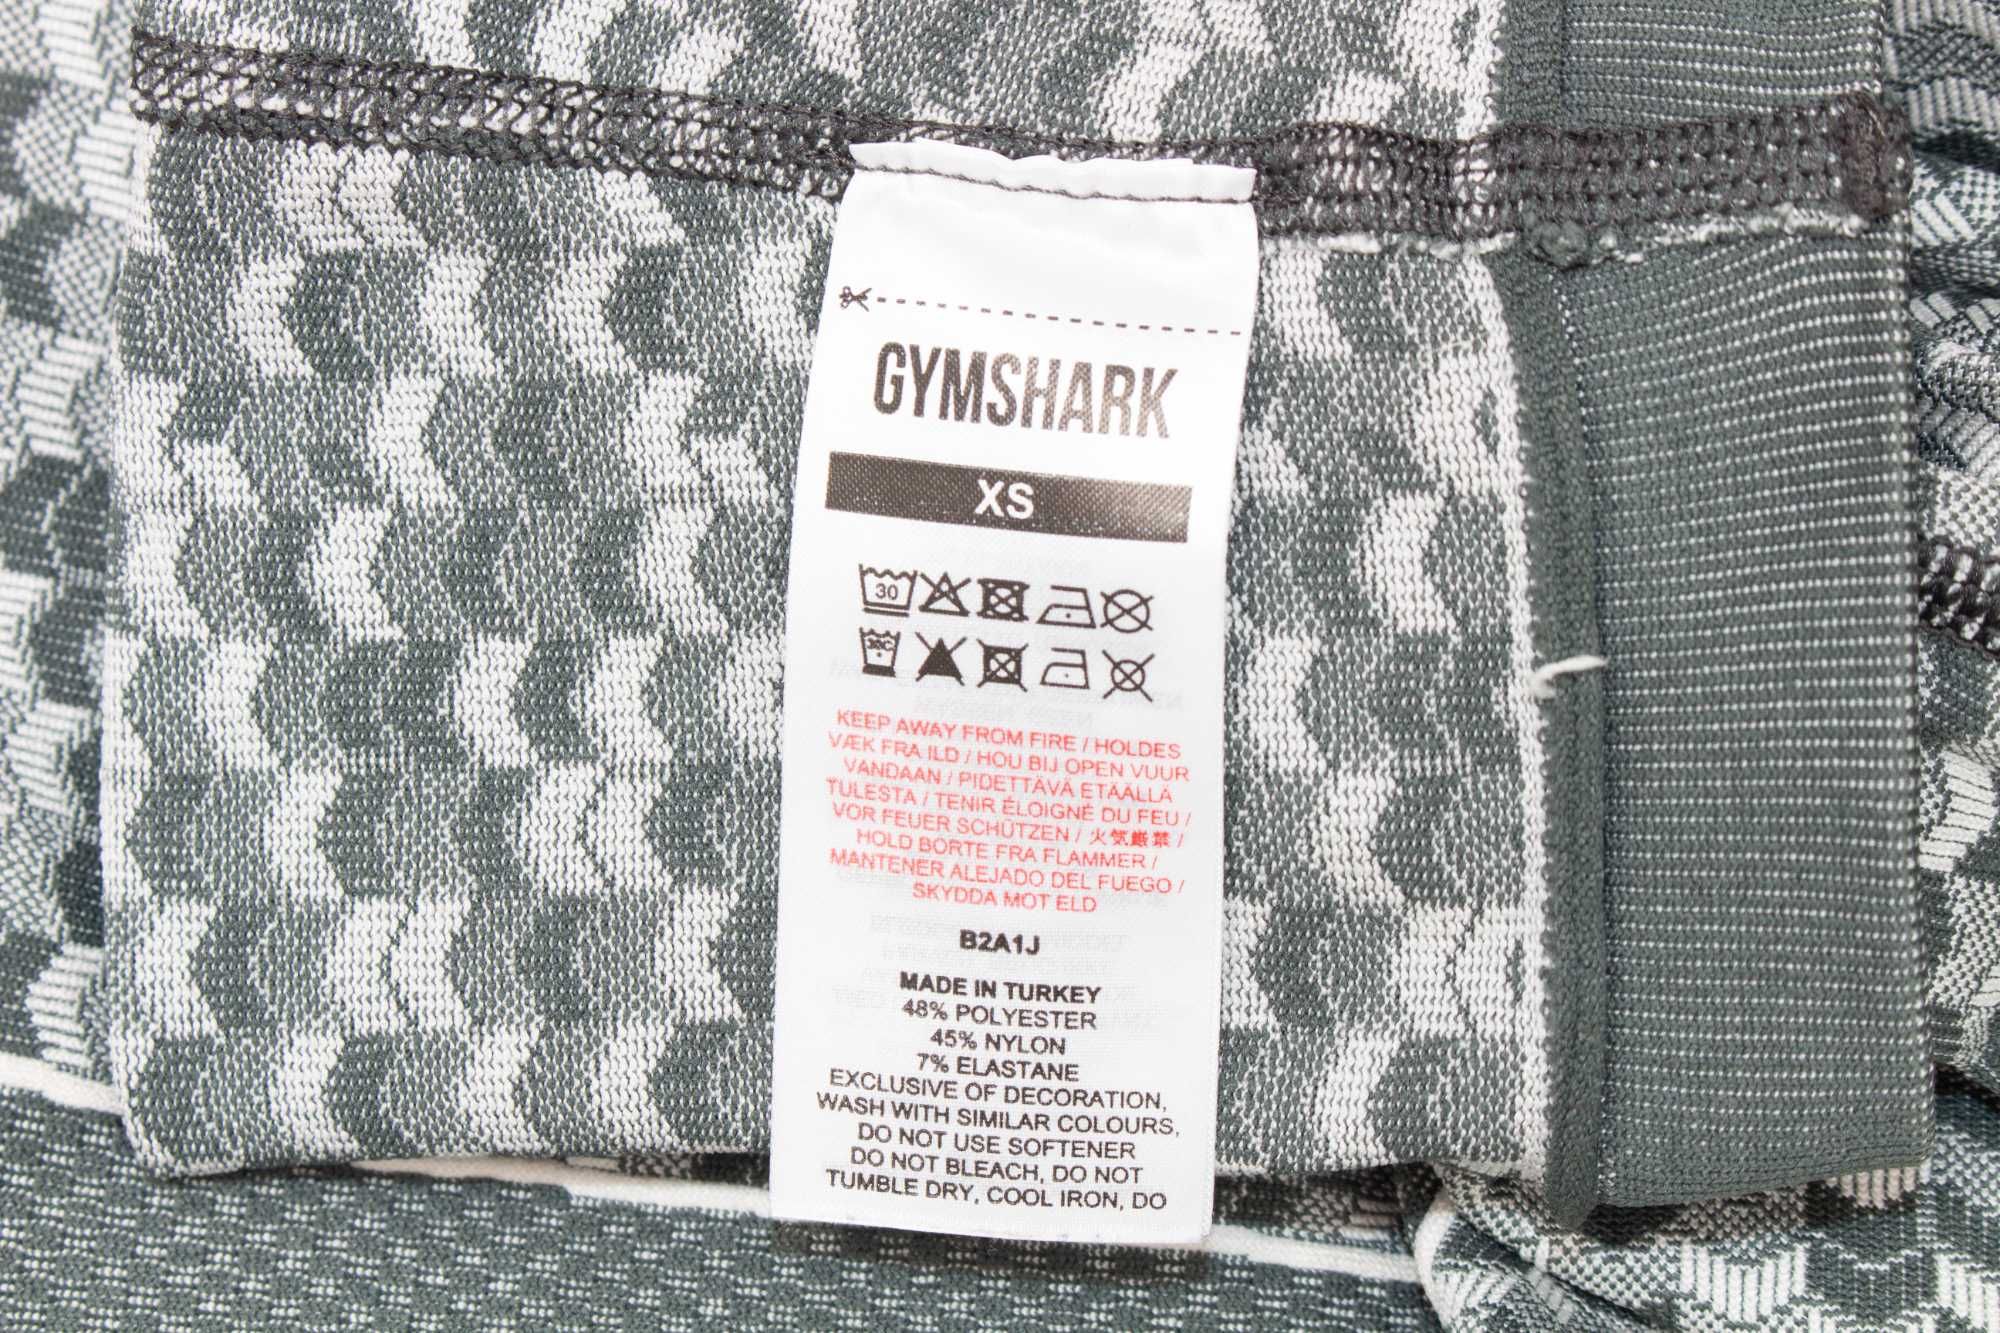 GYMSHARK
XS
30
30C
KEEP AWAY FROM FIRE / HOLDES
VÆK FRA ILD / HOU BIJ OPEN VUUR
VANDAAN / PIDETTÄVÄ ETÄÄLLÄ
TULESTA / TENIR ÉLOIGNÉ DU FEU /
VOR FEUER SCHÜTZEN / 火気厳禁 /
HOLD BORTE FRA FLAMMER /
MANTENER ALEJADO DEL FUEGO /
SKYDDA MOT ELD
B2A1J
MADE IN TURKEY
48% POLYESTER
45% NYLON
7% ELASTANE
EXCLUSIVE OF DECORATION,
WASH WITH SIMILAR COLOURS,
DO NOT USE SOFTENER
DO NOT BLEACH, DO NOT
TUMBLE DRY, COOL IRON, DO